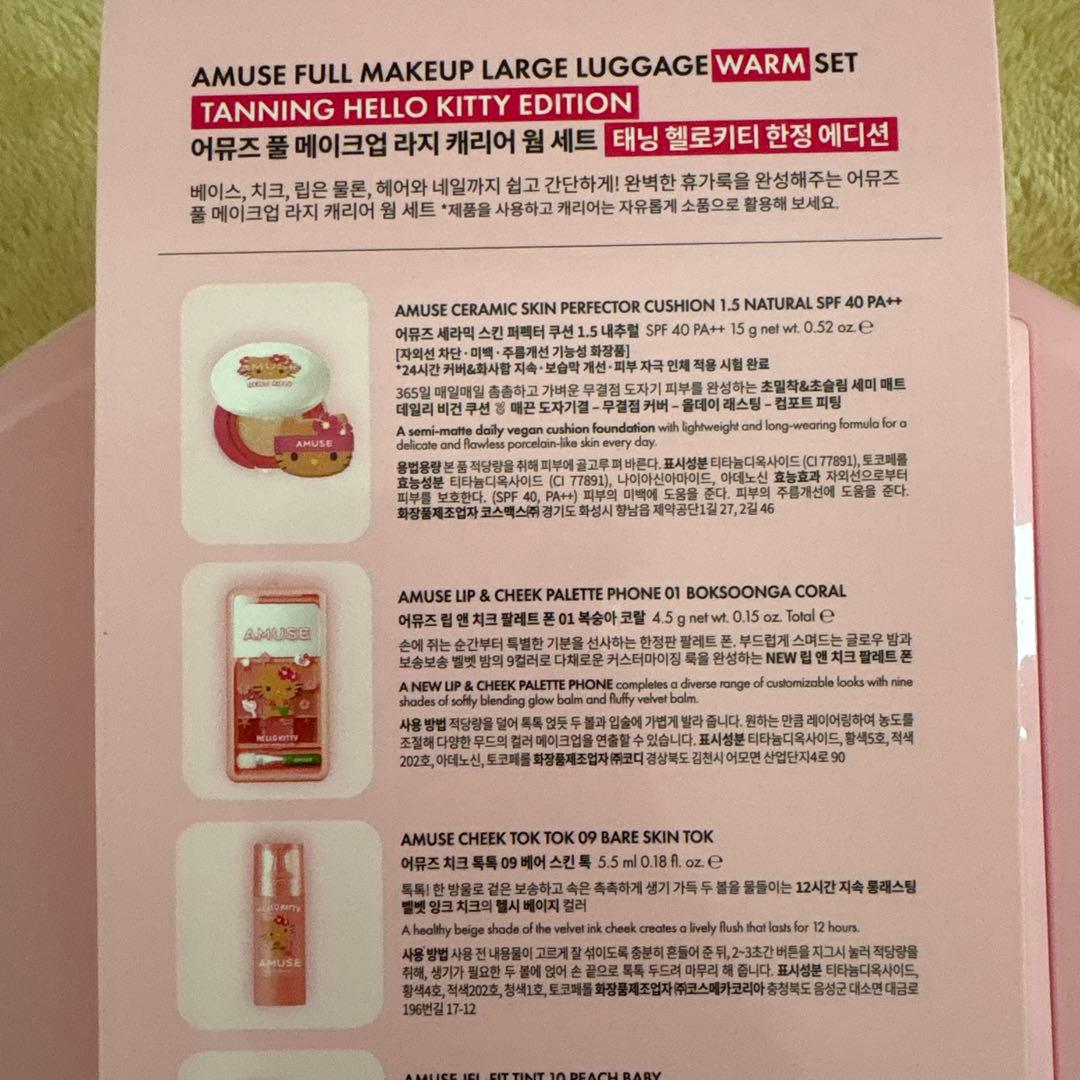 AMUSE FULL MAKEUP LARGE LUGGAGE WARM SET
TANNING HELLO KITTY EDITION
어뮤즈 풀 메이크업 라지 캐리어 웜 세트 태닝 헬로키티 한정 에디션
베이스, 치크, 립은 물론, 헤어와 네일까지 쉽고 간단하게! 완벽한 휴가룩을 완성해주는 어뮤즈
풀 메이크업 라지 캐리어 웜 세트 *제품을 사용하고 캐리어는 자유롭게 소품으로 활용해 보세요.
AMUSE CERAMIC SKIN PERFECTOR CUSHION 1.5 NATURAL SPF 40 PA++
어뮤즈 세라믹 스킨 퍼펙터 쿠션 1.5 내추럴 SPF 40 PA++ 15 g net wt. 0.52 oz. ℮
[자외선 차단·미백·주름개선 기능성 화장품]
*24시간 커버&화사함 지속·보습막 개선·피부 자극 인체 적용 시험 완료
365일 매일매일 촘촘하고 가벼운 무결점 도자기 피부를 완성하는 초밀착&초슬림 세미 매트
데일리 비건 쿠션 매끈 도자기결 – 무결점 커버 – 올데이 래스팅 – 컴포트 피팅
A semi-matte daily vegan cushion foundation with lightweight and long-wearing formula for a
delicate and flawless porcelain-like skin every day.
용법용량 본 품 적당량을 취해 피부에 골고루 펴 바른다. 표시성분 티타늄디옥사이드 (CI 77891), 토코페롤
효능성분 티타늄디옥사이드 (CI 77891), 나이아신아마이드, 아데노신 효능효과 자외선으로부터
피부를 보호한다. (SPF 40, PA++) 피부의 미백에 도움을 준다. 피부의 주름개선에 도움을 준다.
화장품제조업자 코스맥스㈜ 경기도 화성시 향남읍 제약공단1길 27, 2길 46
AMUSE
AMUSE LIP & CHEEK PALETTE PHONE 01 BOKSOONGA CORAL
어뮤즈 립 앤 치크 팔레트 폰 01 복숭아 코랄 4.5 g net wt. 0.15 oz. Total ℮
손에 쥐는 순간부터 특별한 기분을 선사하는 한정판 팔레트 폰. 부드럽게 스며드는 글로우 밤과
보송보송 벨벳 밤의 9컬러로 다채로운 커스터마이징 룩을 완성하는 NEW 립 앤 치크 팔레트 폰
A NEW LIP & CHEEK PALETTE PHONE completes a diverse range of customizable looks with nine
shades of softly blending glow balm and fluffy velvet balm.
사용 방법 적당량을 덜어 톡톡 얹듯 두 볼과 입술에 가볍게 발라 줍니다. 원하는 만큼 레이어링하여 농도를
조절해 다양한 무드의 컬러 메이크업을 연출할 수 있습니다. 표시성분 티타늄디옥사이드, 황색5호, 적색
202호, 아데노신, 토코페롤 화장품제조업자 ㈜코디 경상북도 김천시 어모면 산업단지4로 90
AMUSE
HELLO KITTY
AMUSE CHEEK TOK TOK 09 BARE SKIN TOK
어뮤즈 치크 톡톡 09 베어 스킨 톡 5.5 ml 0.18 fl. oz. ℮
톡톡! 한 방울로 겉은 보송하고 속은 촉촉하게 생기 가득 두 볼을 물들이는 12시간 지속 롱래스팅
벨벳 잉크 치크의 헬시 베이지 컬러
A healthy beige shade of the velvet ink cheek creates a lively flush that lasts for 12 hours.
사용 방법 사용 전 내용물이 고르게 잘 섞이도록 충분히 흔들어 준 뒤, 2~3초간 버튼을 지그시 눌러 적당량을
취해, 생기가 필요한 두 볼에 얹어 손 끝으로 톡톡 두드려 마무리 해 줍니다. 표시성분 티타늄디옥사이드,
황색4호, 적색202호, 청색1호, 토코페롤 화장품제조업자 ㈜코스메카코리아 충청북도 음성군 대소면 대금로
196번길 17-12
HELLO KITTY
AMUSE
AMUSE JEL-FIT TINT 10 PEACH BABY